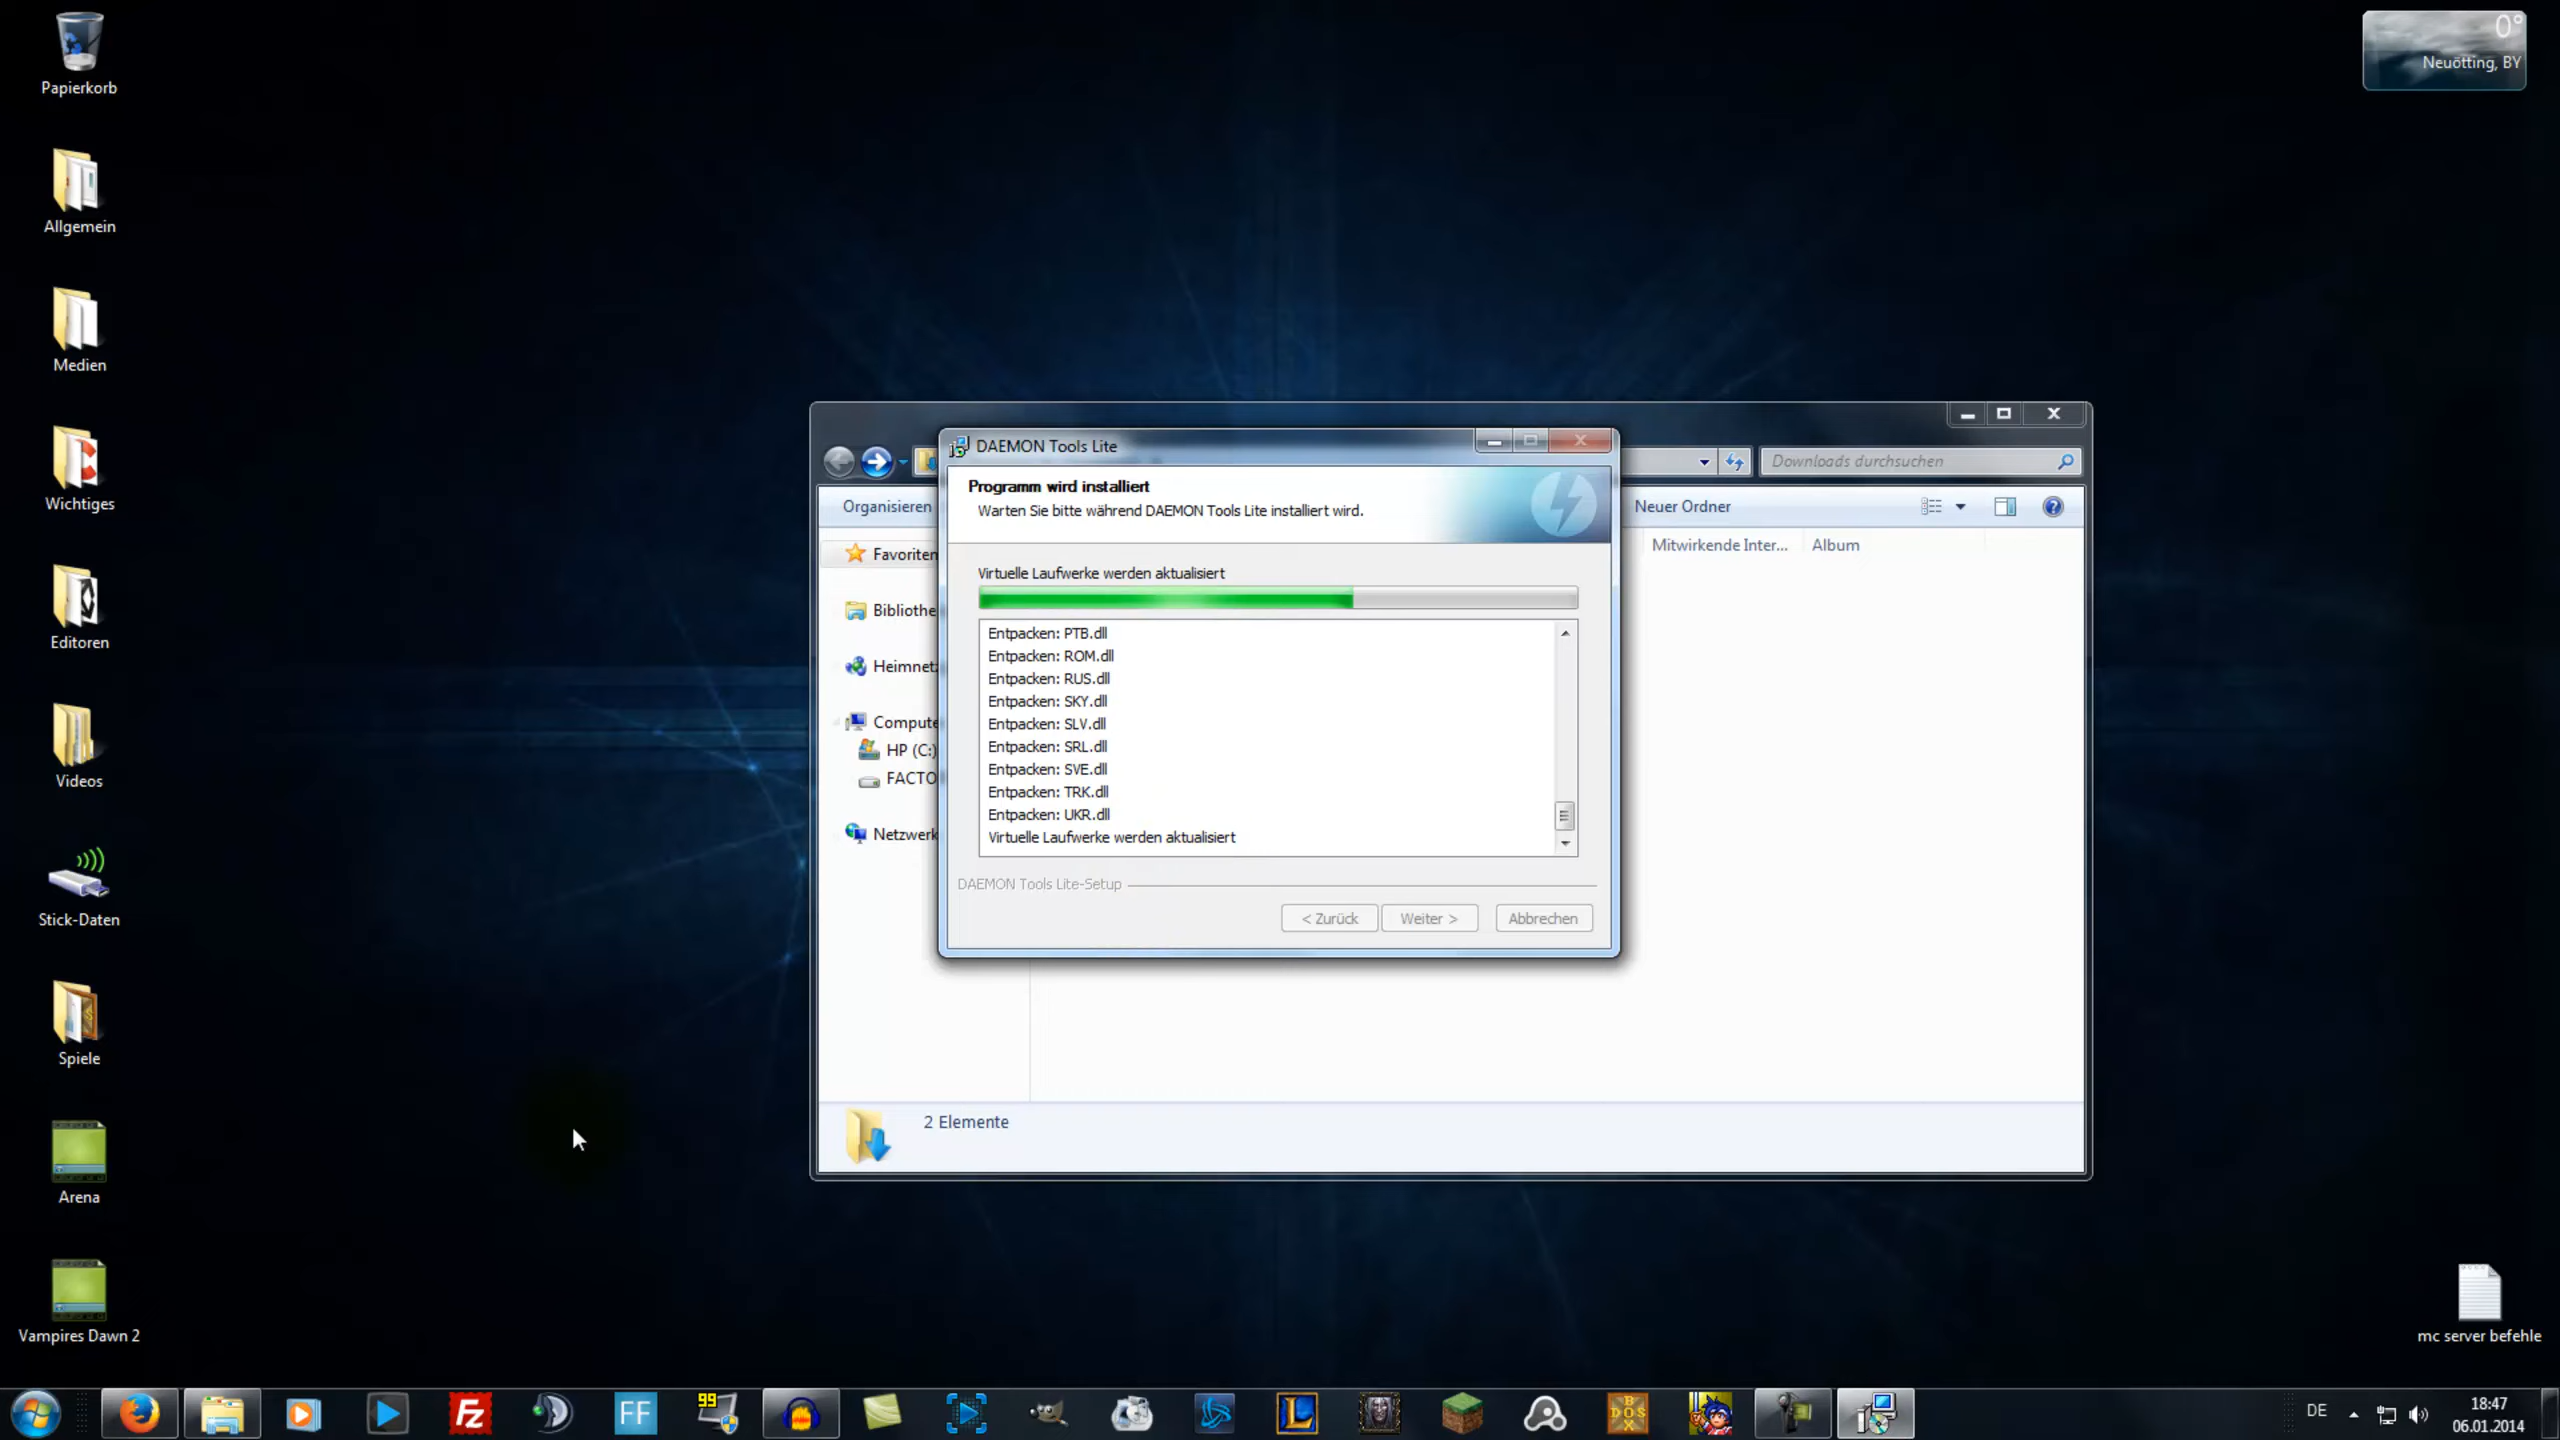 Papierkorb
Allgemein
Medien
Wichtiges
Editoren
Videos
Stick-Daten
Spiele
Arena
Vampires Dawn 2
0°
Neuötting, BY
Downloads durchsuchen
Organisieren
Neuer Ordner
Favoriten
Bibliothe
Heimnetz
Compute
HP (C:)
FACTO
Netzwerk
Mitwirkende Inter...
Album
2 Elemente
DAEMON Tools Lite
Programm wird installiert
Warten Sie bitte während DAEMON Tools Lite installiert wird.
Virtuelle Laufwerke werden aktualisiert
Entpacken: PTB.dll
Entpacken: ROM.dll
Entpacken: RUS.dll
Entpacken: SKY.dll
Entpacken: SLV.dll
Entpacken: SRL.dll
Entpacken: SVE.dll
Entpacken: TRK.dll
Entpacken: UKR.dll
Virtuelle Laufwerke werden aktualisiert
DAEMON Tools Lite-Setup
< Zurück
Weiter >
Abbrechen
mc server befehle
Fz
FF
99
L
DOS
BOX
DE
18:47
06.01.2014